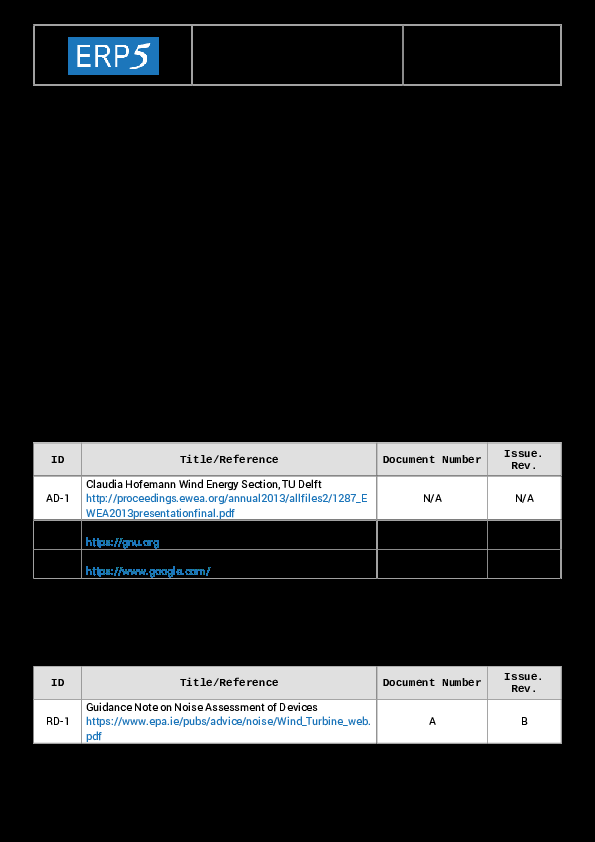 ERP5
ID Title/Reference Document Number Issue.
Rev.
AD-1 Claudia Hofemann Wind Energy Section, TU Delft N/A N/A
http://proceedings.ewea.org/annual2013/allfiles2/1287_E
WEA2013presentationfinal.pdf
https://gnu.org
https://www.google.com/
ID Title/Reference Document Number Issue.
Rev.
RD-1 Guidance Note on Noise Assessment of Devices A B
https://www.epa.ie/pubs/advice/noise/Wind_Turbine_web.
pdf